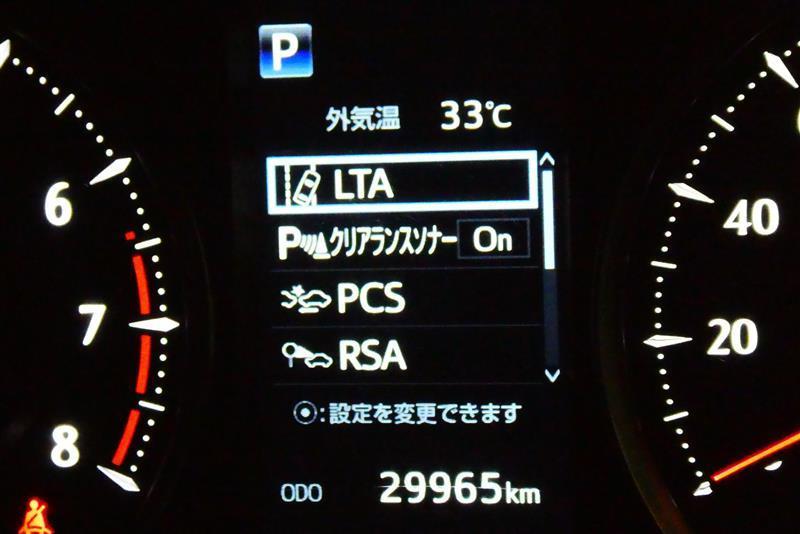 P
外気温 33℃
LTA
P クリアランスソナー On
PCS
RSA
⦿:設定を変更できます
ODO 29965km
6
7
8
40
20